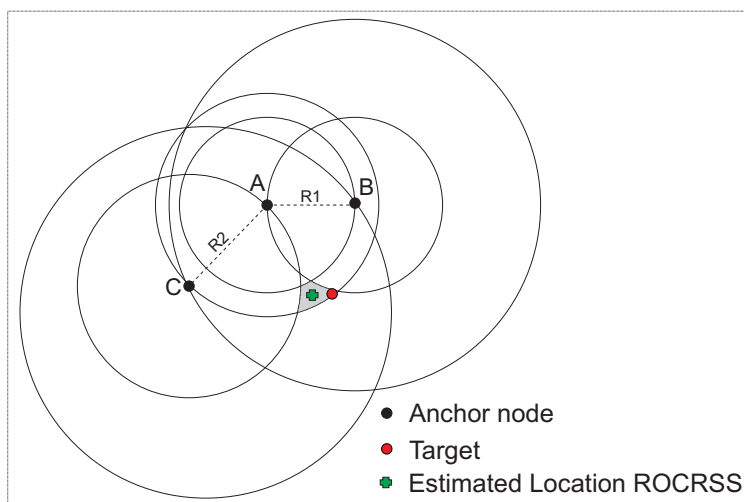 A
B
R1
R2
C
Anchor node
Target
Estimated Location ROCRSS